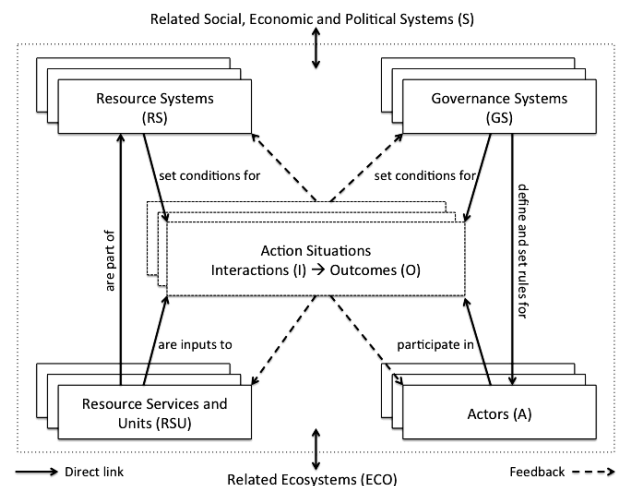 Related Social, Economic and Political Systems (S)
Resource Systems
(RS)
Governance Systems
(GS)
set conditions for
set conditions for
are part of
define and set rules for
Action Situations
Interactions (I) → Outcomes (O)
are inputs to
participate in
Resource Services and
Units (RSU)
Actors (A)
Direct link
Related Ecosystems (ECO)
Feedback